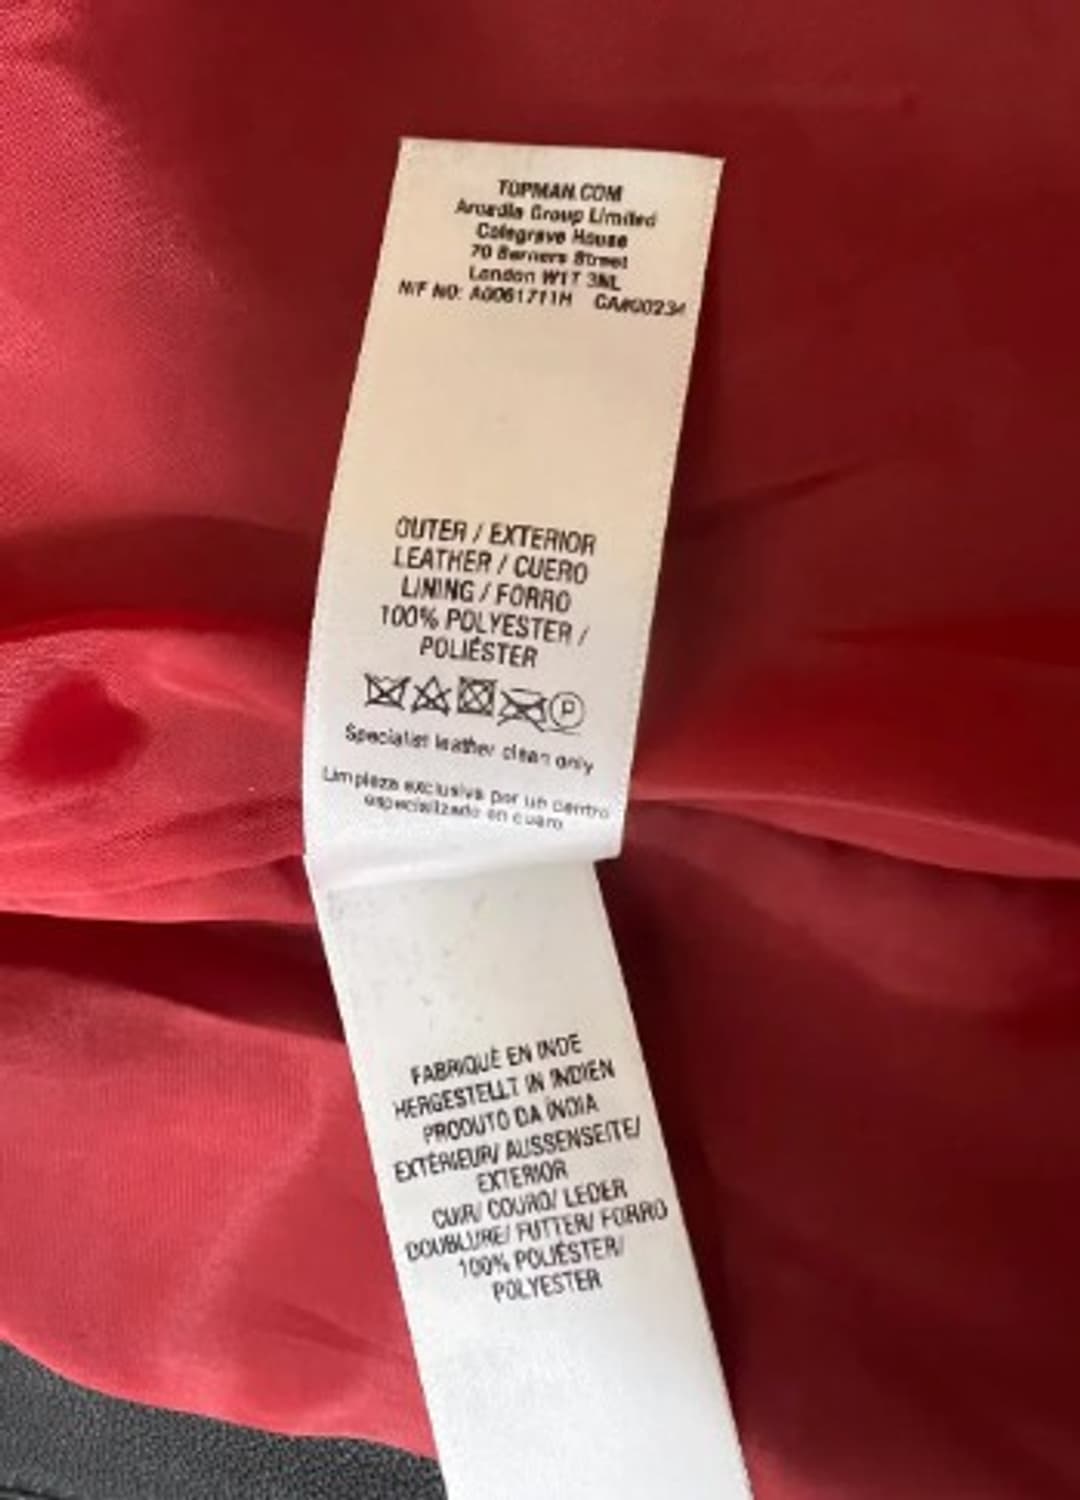 TOPMAN.COM
Arcadia Group Limited
Colegrave House
70 Berners Street
London W1T 3NL
NIF NO: A0061711H CA#00234
OUTER / EXTERIOR
LEATHER / CUERO
LINING / FORRO
100% POLYESTER /
POLIÉSTER
P
Specialist leather clean only
Limpieza exclusiva por un centro
especializado en cuero
FABRIQUÉ EN INDE
HERGESTELLT IN INDIEN
PRODUTO DA ÍNDIA
EXTÉRIEUR/ AUSSENSEITE/
EXTERIOR
CUIR/ COURO/ LEDER
DOUBLURE/ FUTTER/ FORRO
100% POLIÉSTER/
POLYESTER